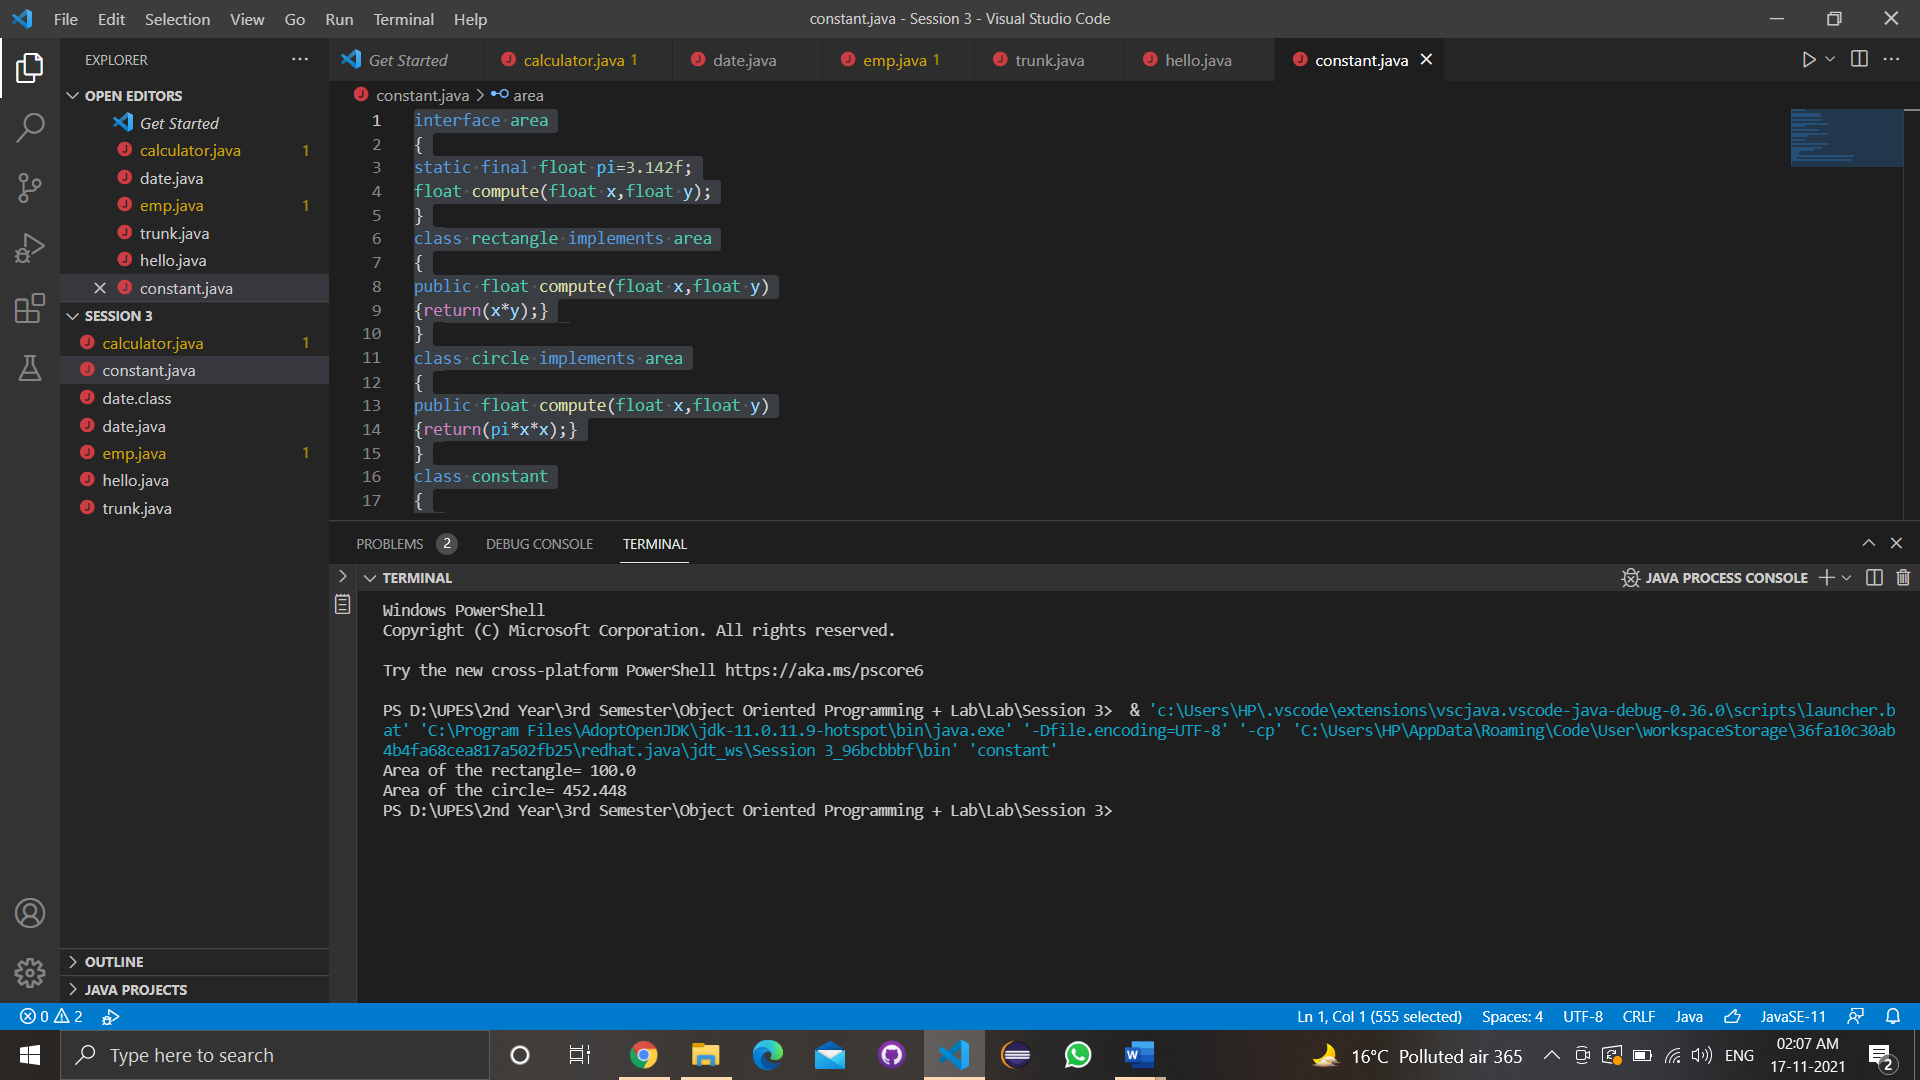 File Edit Selection View Go Run Terminal Help
constant.java - Session 3 - Visual Studio Code
EXPLORER
OPEN EDITORS
Get Started
calculator.java 1
date.java
emp.java 1
trunk.java
hello.java
constant.java
SESSION 3
calculator.java 1
constant.java
date.class
date.java
emp.java 1
hello.java
trunk.java
OUTLINE
JAVA PROJECTS
Get Started
calculator.java 1
date.java
emp.java 1
trunk.java
hello.java
constant.java
constant.java > area
1 interface area
2 {
3 static final float pi=3.142f;
4 float compute(float x,float y);
5 }
6 class rectangle implements area
7 {
8 public float compute(float x,float y)
9 {return(x*y);}
10 }
11 class circle implements area
12 {
13 public float compute(float x,float y)
14 {return(pi*x*x);}
15 }
16 class constant
17 {
PROBLEMS 2 DEBUG CONSOLE TERMINAL
TERMINAL
JAVA PROCESS CONSOLE
Windows PowerShell
Copyright (C) Microsoft Corporation. All rights reserved.
Try the new cross-platform PowerShell https://aka.ms/pscore6
PS D:\UPES\2nd Year\3rd Semester\Object Oriented Programming + Lab\Lab\Session 3>  & 'c:\Users\HP\.vscode\extensions\vscjava.vscode-java-debug-0.36.0\scripts\launcher.b
at' 'C:\Program Files\AdoptOpenJDK\jdk-11.0.11.9-hotspot\bin\java.exe' '-Dfile.encoding=UTF-8' '-cp' 'C:\Users\HP\AppData\Roaming\Code\User\workspaceStorage\36fa10c30ab
4b4fa68cea817a502fb25\redhat.java\jdt_ws\Session 3_96bcbbbf\bin' 'constant'
Area of the rectangle= 100.0
Area of the circle= 452.448
PS D:\UPES\2nd Year\3rd Semester\Object Oriented Programming + Lab\Lab\Session 3>
0 2
Ln 1, Col 1 (555 selected) Spaces: 4 UTF-8 CRLF Java JavaSE-11
Type here to search
16°C Polluted air 365
ENG
02:07 AM
17-11-2021
2